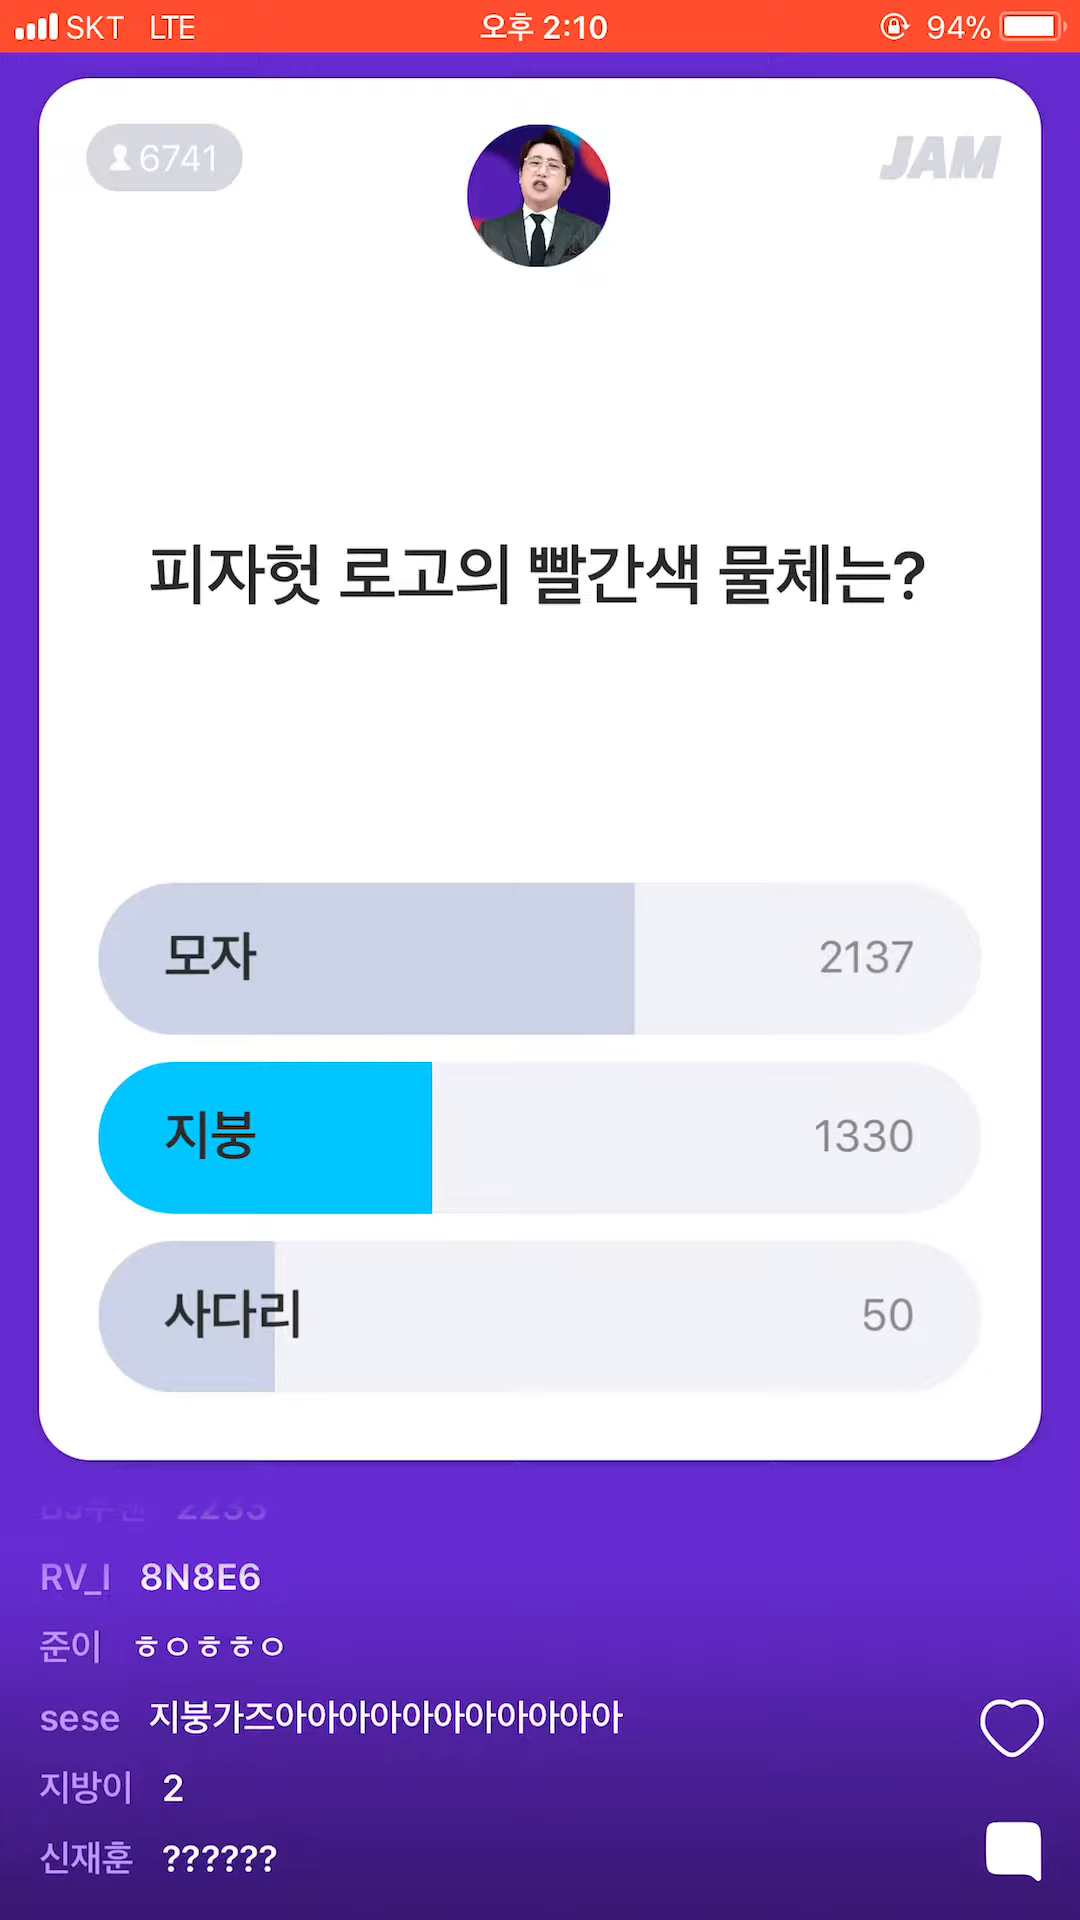 SKT LTE 오후 2:10 94%
6741
JAM
피자헛 로고의 빨간색 물체는?
모자 2137
지붕 1330
사다리 50
2233
RV_I 8N8E6
준이 ㅎㅇㅎㅎㅇ
sese 지붕가즈아아아아아아아아아아아
지방이 2
신재훈 ??????